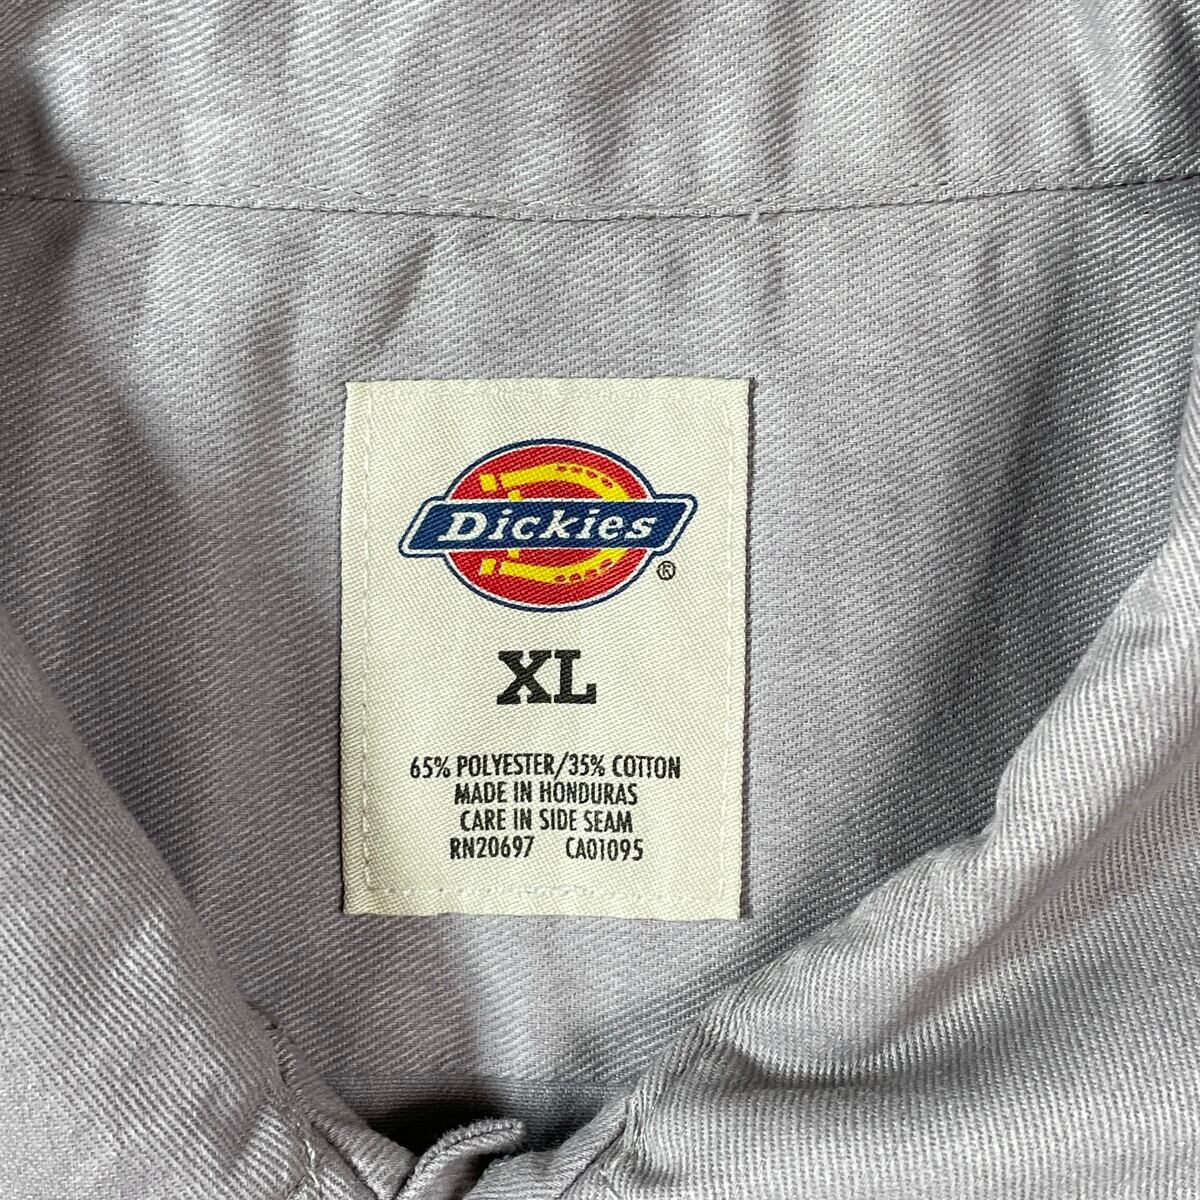 Dickies
®
XL
65% POLYESTER/35% COTTON
MADE IN HONDURAS
CARE IN SIDE SEAM
RN20697 CA01095